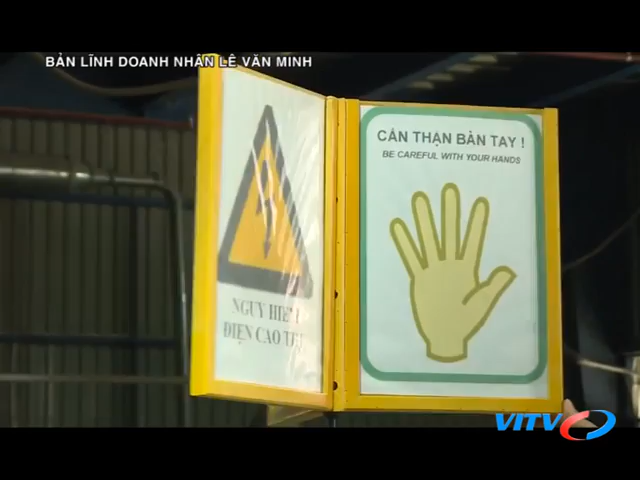 BẢN LĨNH DOANH NHÂN LÊ VĂN MINH
CẨN THẬN BÀN TAY !
BE CAREFUL WITH YOUR HANDS
NGUY HIỂM
ĐIỆN CAO THẾ
VITV